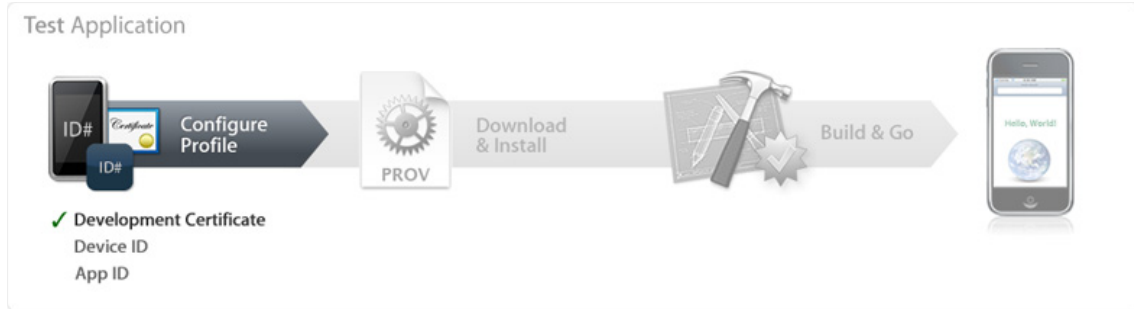 Test Application
ID#
Certificate
ID#
Configure
Profile
PROV
Download
& Install
Build & Go
Hello, World!
✓ Development Certificate
Device ID
App ID